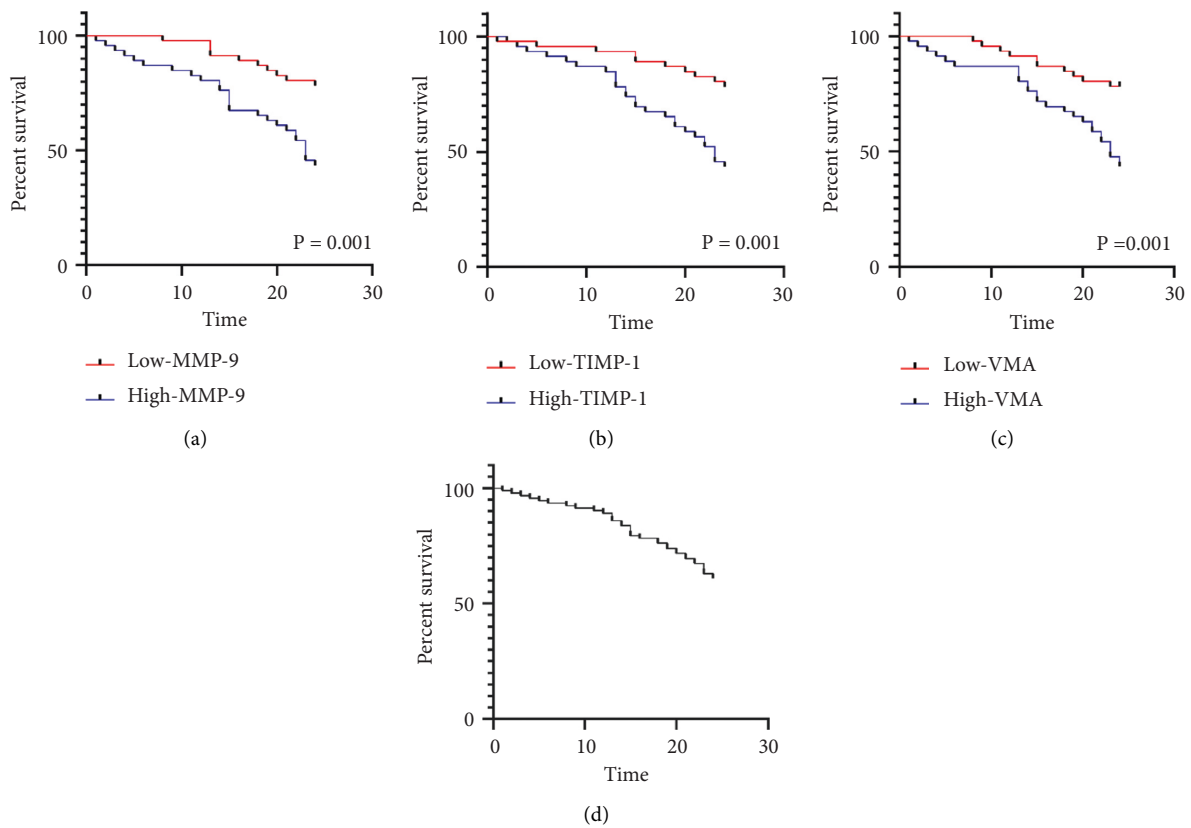 100
50
0
Percent survival
P = 0.001
0 10 20 30
Time
Low-MMP-9
High-MMP-9
(a)
100
50
0
Percent survival
P = 0.001
0 10 20 30
Time
Low-TIMP-1
High-TIMP-1
(b)
100
50
0
Percent survival
P =0.001
0 10 20 30
Time
Low-VMA
High-VMA
(c)
100
50
0
Percent survival
0 10 20 30
Time
(d)